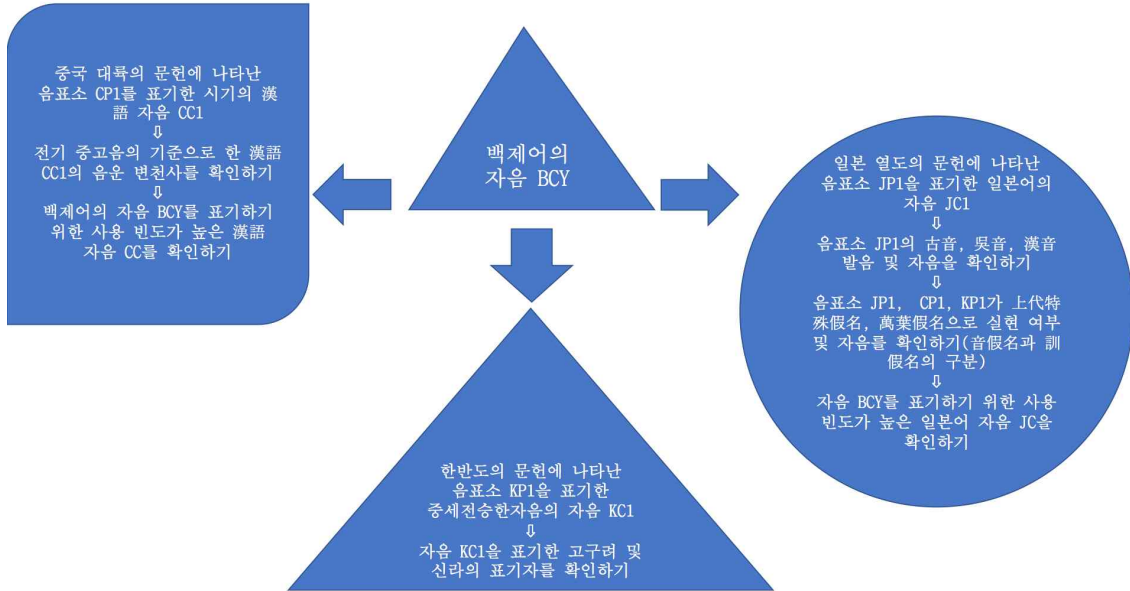 중국 대륙의 문헌에 나타난
음표소 CP1를 표기한 시기의 漢
語 자음 CC1
⇩
전기 중고음의 기준으로 한 漢語
CC1의 음운 변천사를 확인하기
⇩
백제어의 자음 BCY를 표기하기
위한 사용 빈도가 높은 漢語
자음 CC를 확인하기
백제어의
자음 BCY
일본 열도의 문헌에 나타난
음표소 JP1을 표기한 일본어의
자음 JC1
⇩
음표소 JP1의 古音, 吳音, 漢音
발음 및 자음을 확인하기
⇩
음표소 JP1, CP1, KP1가 上代特
殊假名, 萬葉假名으로 실현 여부
및 자음를 확인하기(音假名과 訓
假名의 구분)
⇩
자음 BCY를 표기하기 위한 사용
빈도가 높은 일본어 자음 JC을
확인하기
한반도의 문헌에 나타난
음표소 KP1을 표기한
중세전승한자음의 자음 KC1
⇩
자음 KC1을 표기한 고구려 및
신라의 표기자를 확인하기